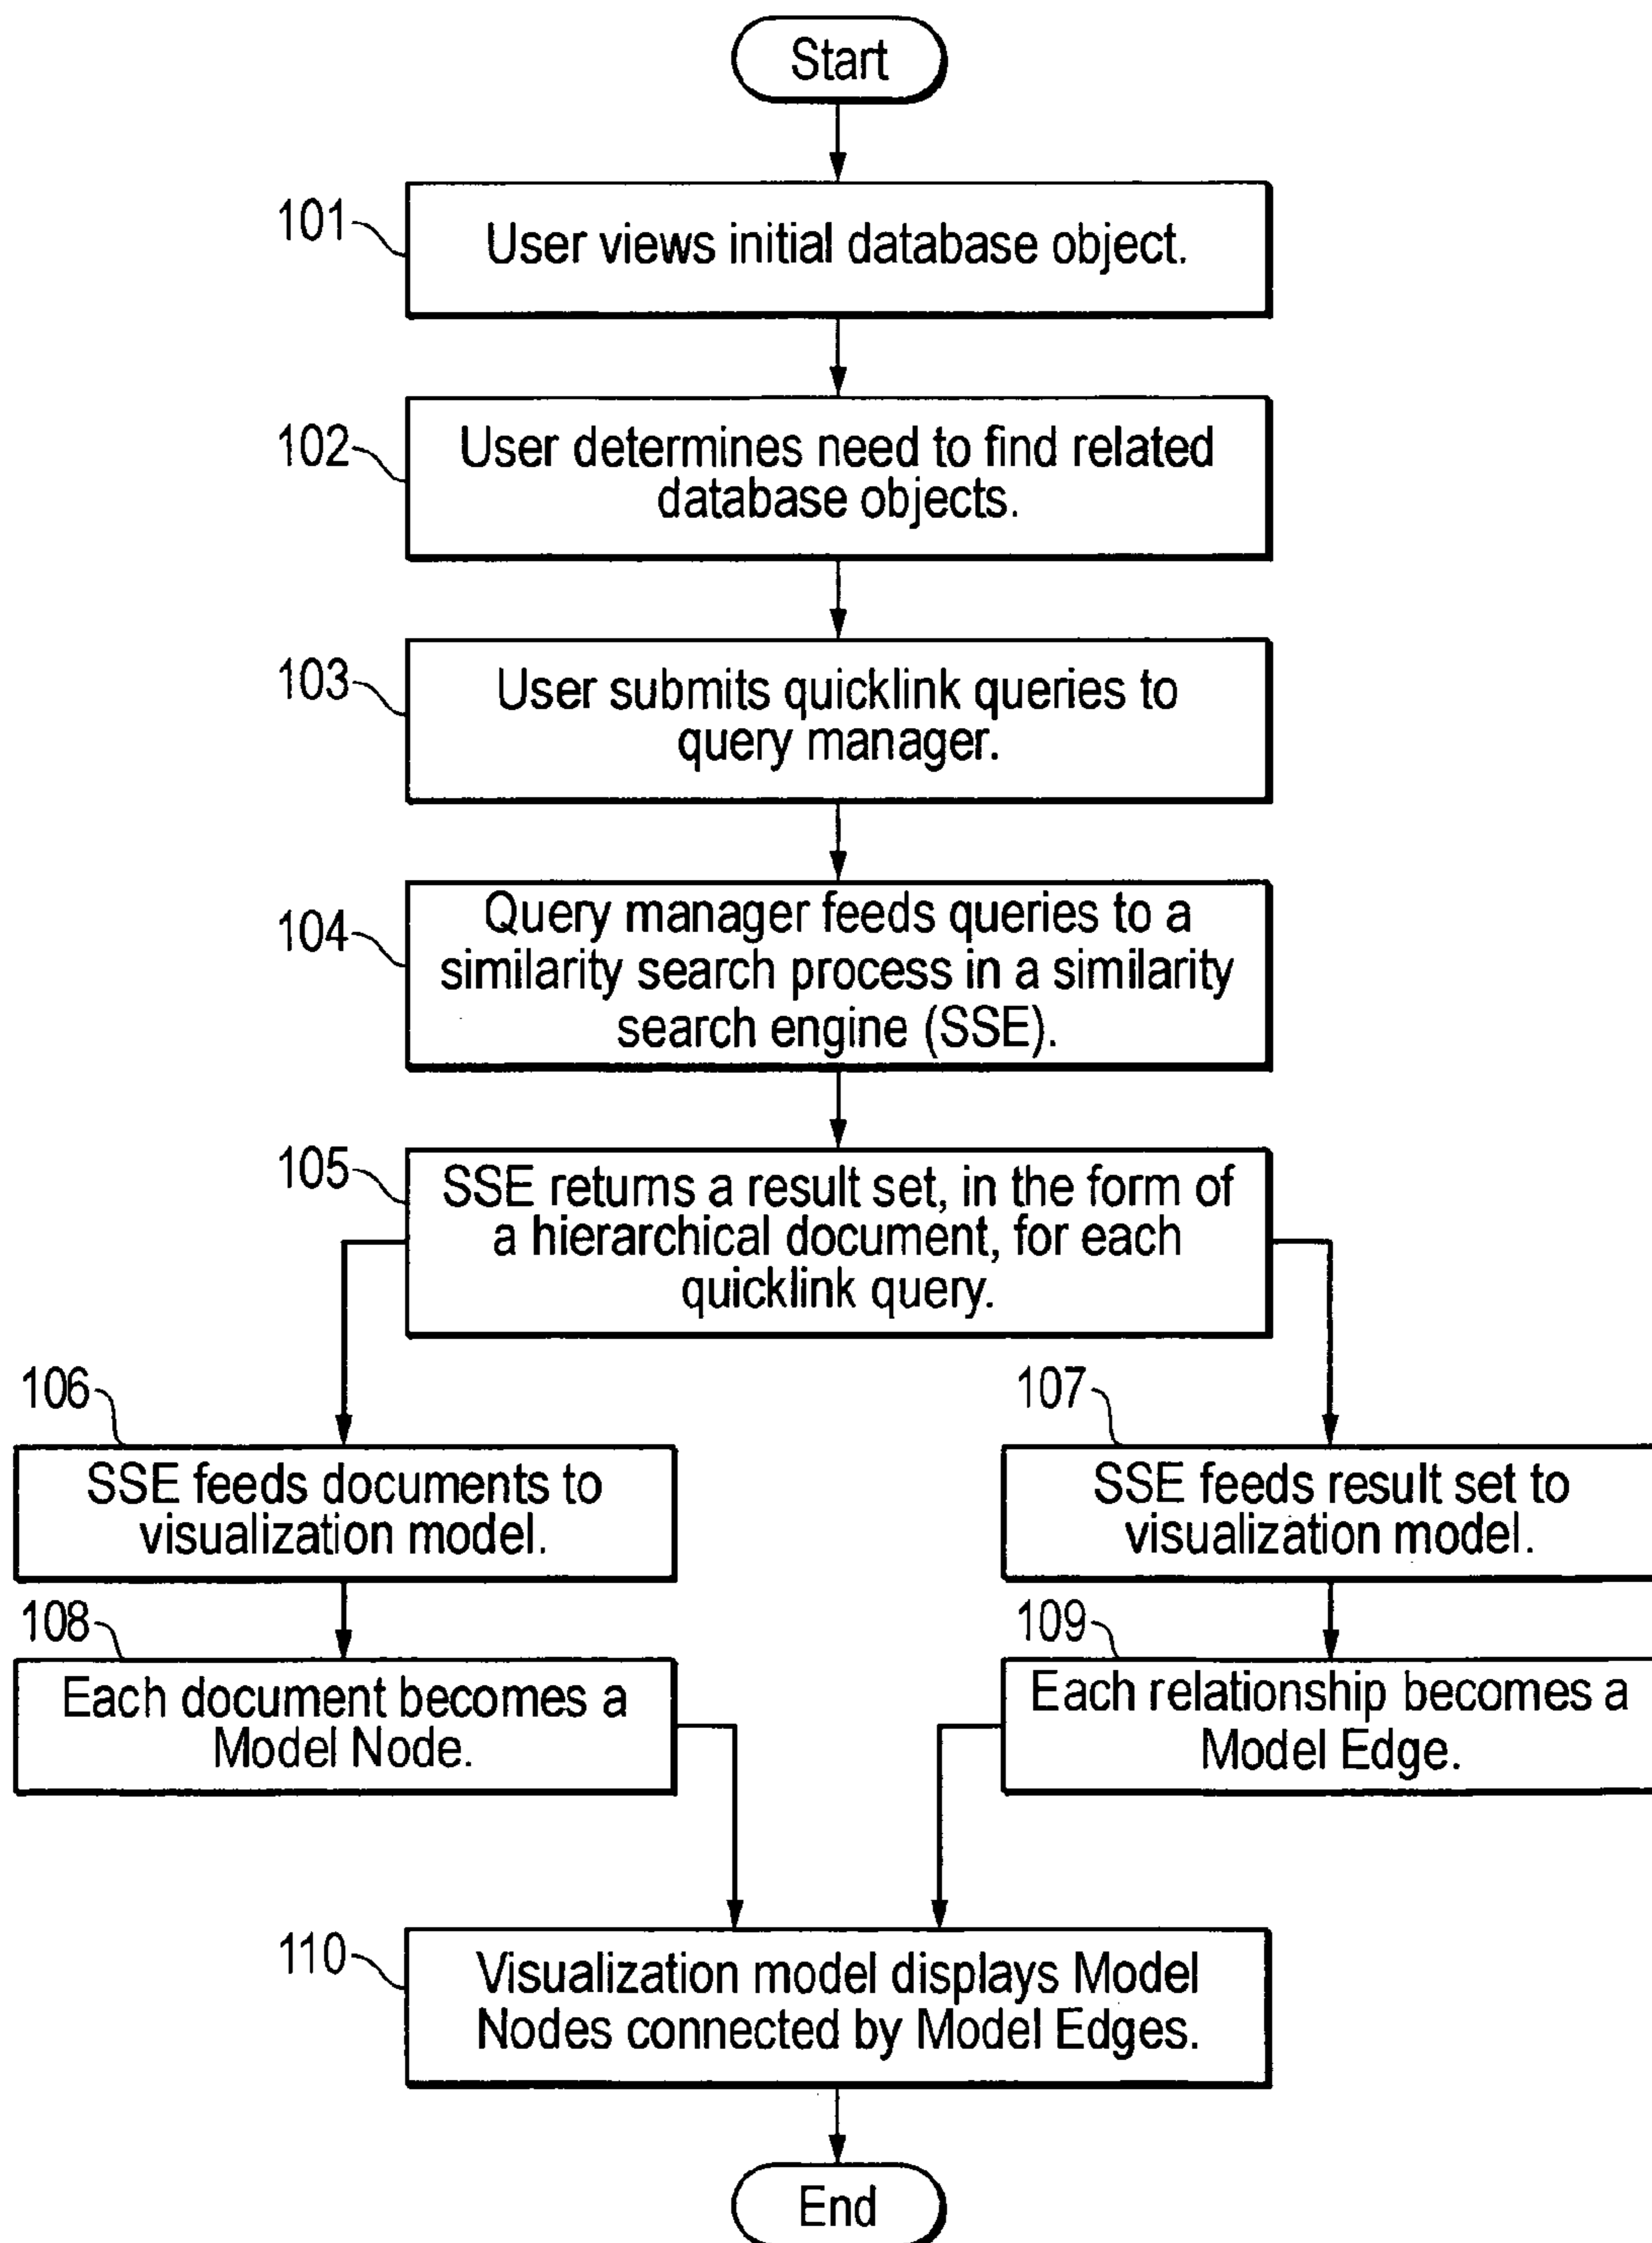 Start
101
User views initial database object.
102
User determines need to find related
database objects.
103
User submits quicklink queries to
query manager.
104
Query manager feeds queries to a
similarity search process in a similarity
search engine (SSE).
105
SSE returns a result set, in the form of
a hierarchical document, for each
quicklink query.
106
SSE feeds documents to
visualization model.
107
SSE feeds result set to
visualization model.
108
Each document becomes a
Model Node.
109
Each relationship becomes a
Model Edge.
110
Visualization model displays Model
Nodes connected by Model Edges.
End